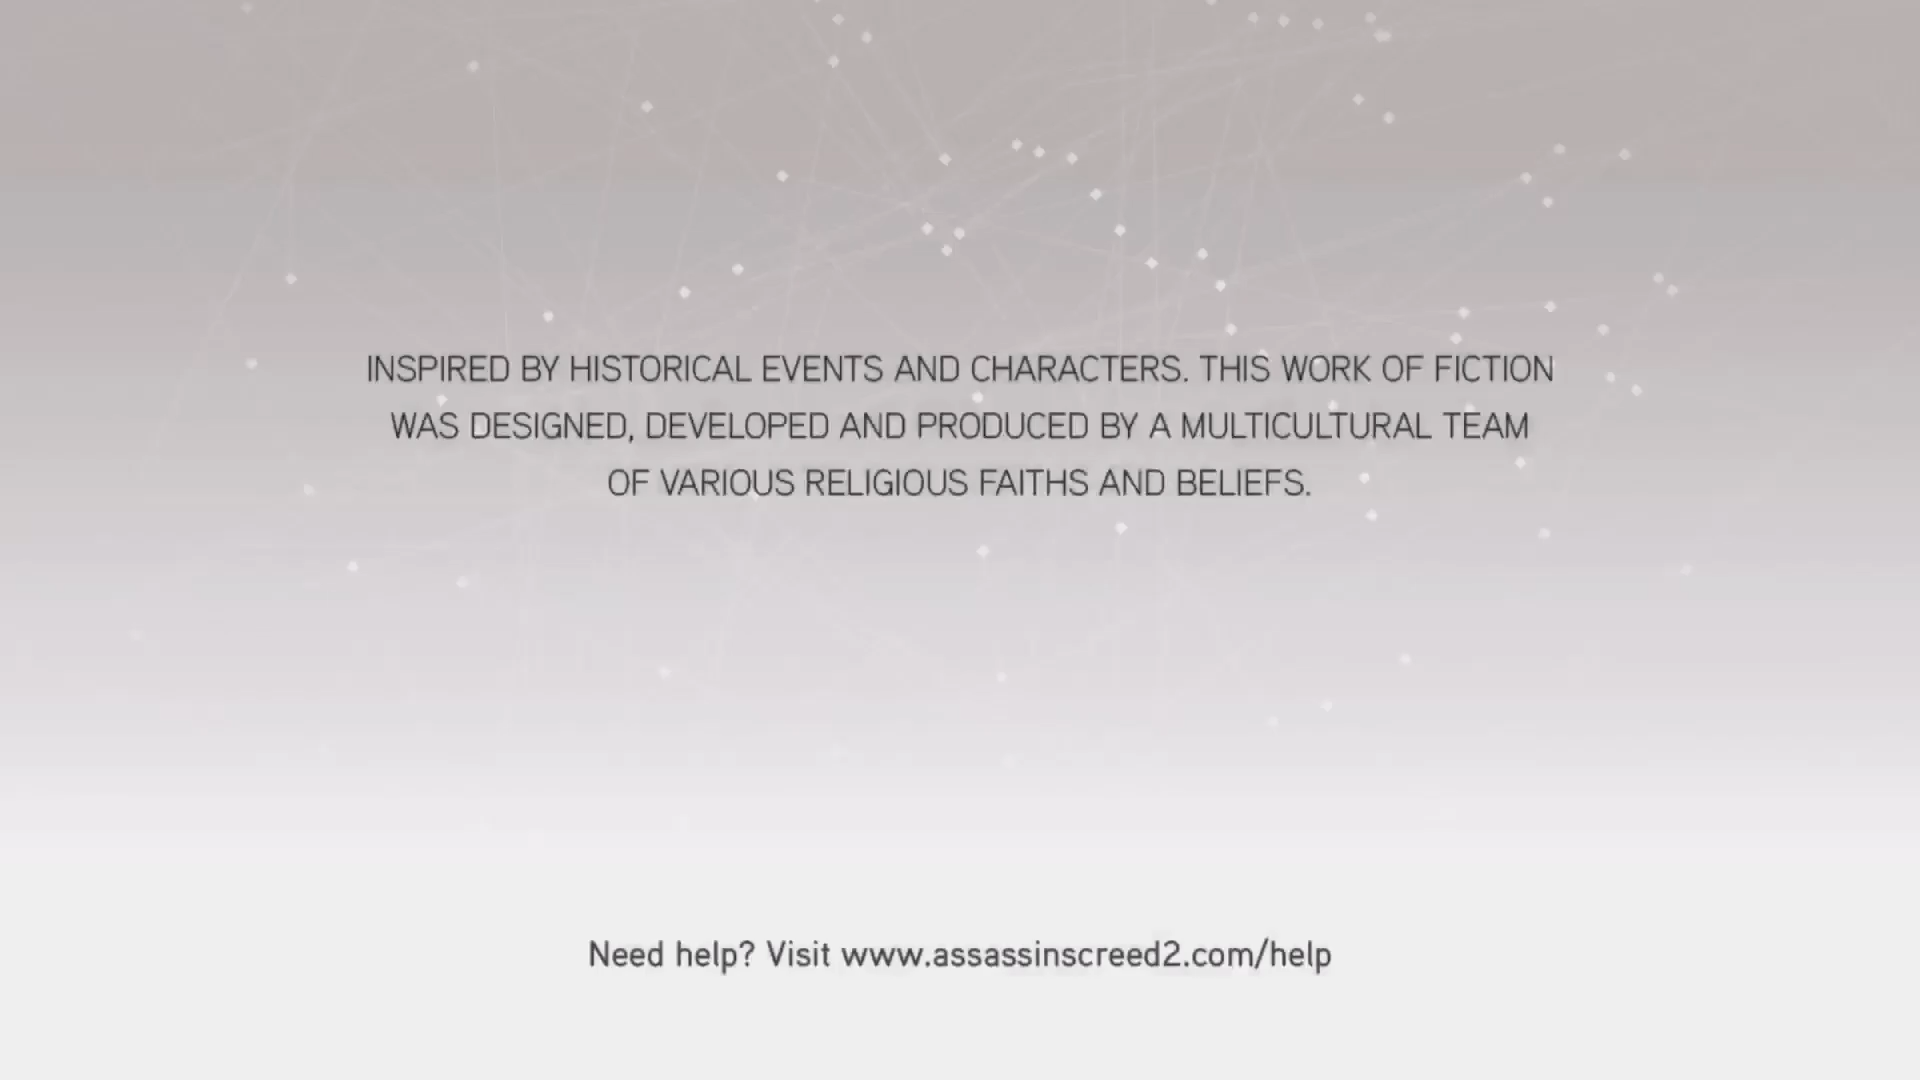 INSPIRED BY HISTORICAL EVENTS AND CHARACTERS. THIS WORK OF FICTION
WAS DESIGNED, DEVELOPED AND PRODUCED BY A MULTICULTURAL TEAM
OF VARIOUS RELIGIOUS FAITHS AND BELIEFS.
Need help? Visit www.assassinscreed2.com/help